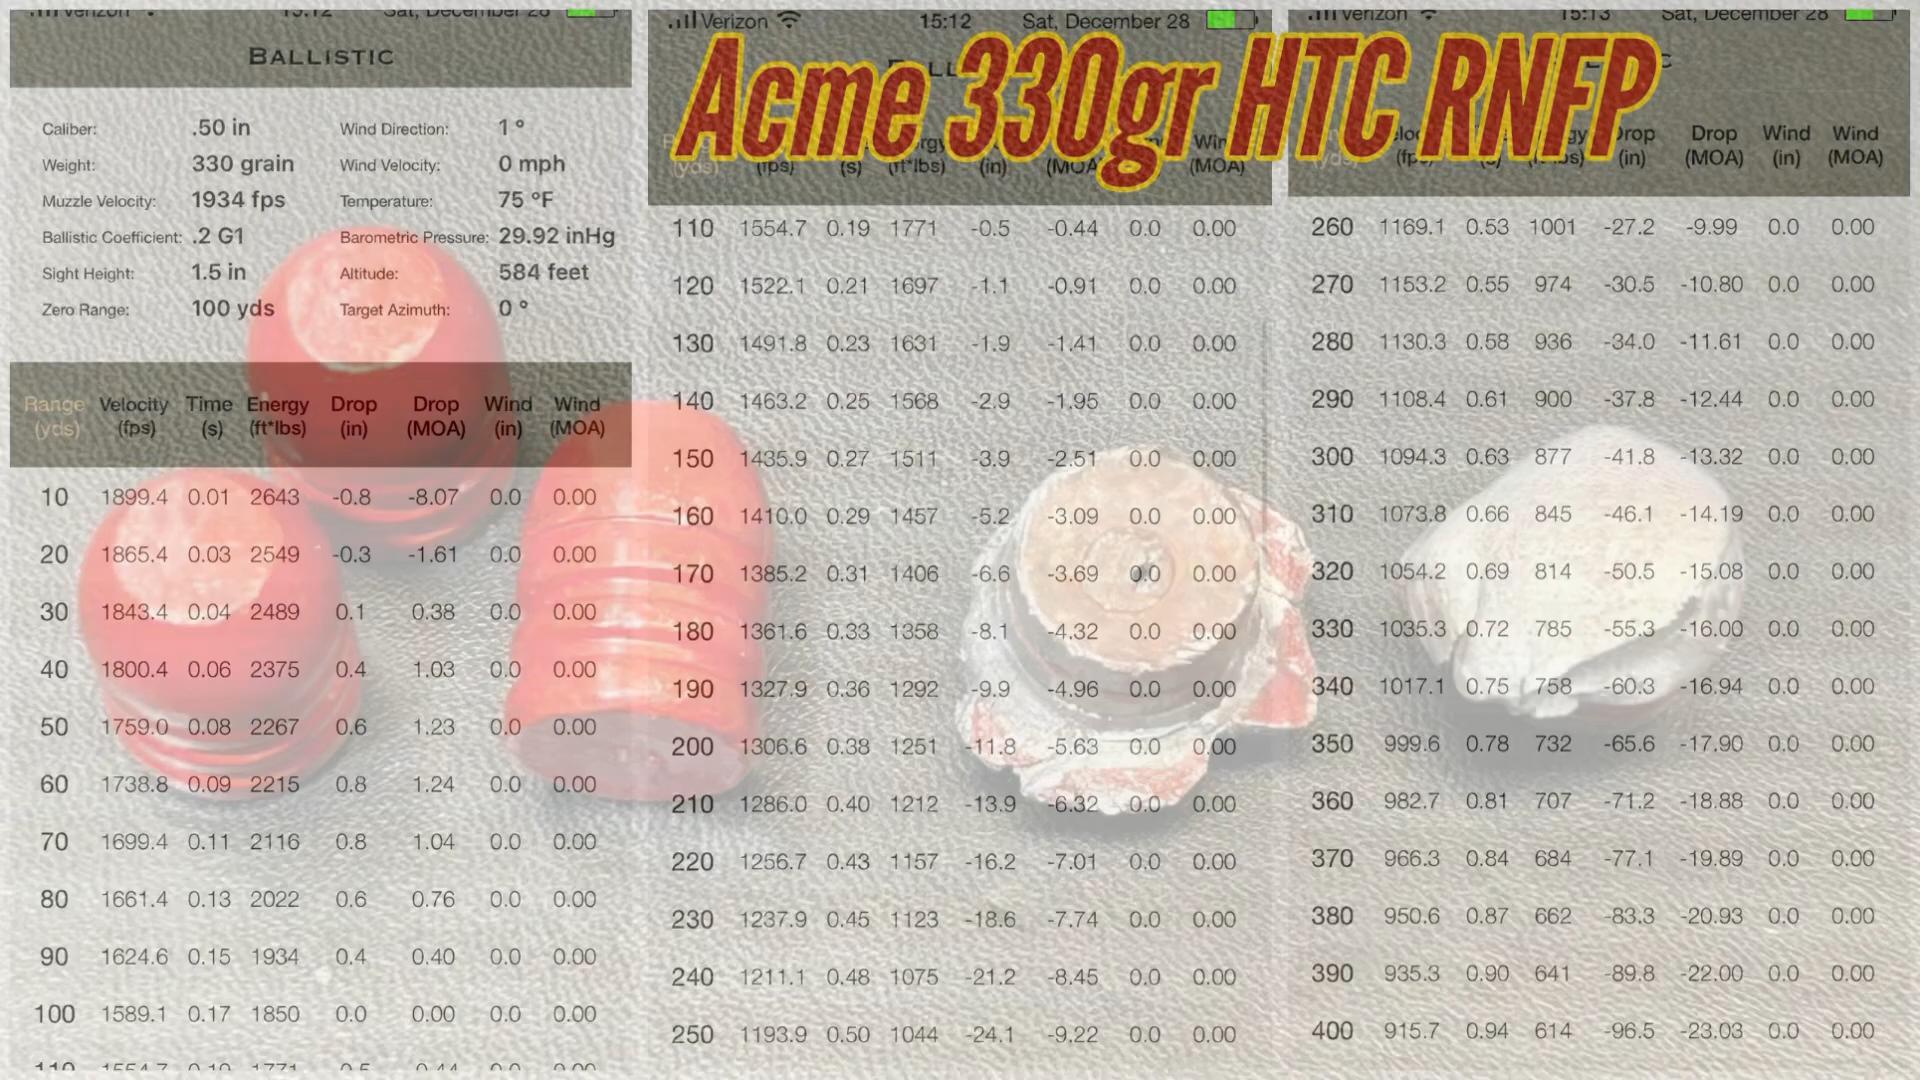 Verizon 15:12 Sat, December 28
BALLISTIC
Caliber: .50 in Wind Direction: 1 °
Weight: 330 grain Wind Velocity: 0 mph
Muzzle Velocity: 1934 fps Temperature: 75 °F
Ballistic Coefficient: .2 G1 Barometric Pressure: 29.92 inHg
Sight Height: 1.5 in Altitude: 584 feet
Zero Range: 100 yds Target Azimuth: 0 °
Range Velocity Time Energy Drop Drop Wind Wind
(yds) (fps) (s) (ft*lbs) (in) (MOA) (in) (MOA)
10 1899.4 0.01 2643 -0.8 -8.07 0.0 0.00
20 1865.4 0.03 2549 -0.3 -1.61 0.0 0.00
30 1843.4 0.04 2489 0.1 0.38 0.0 0.00
40 1800.4 0.06 2375 0.4 1.03 0.0 0.00
50 1759.0 0.08 2267 0.6 1.23 0.0 0.00
60 1738.8 0.09 2215 0.8 1.24 0.0 0.00
70 1699.4 0.11 2116 0.8 1.04 0.0 0.00
80 1661.4 0.13 2022 0.6 0.76 0.0 0.00
90 1624.6 0.15 1934 0.4 0.40 0.0 0.00
100 1589.1 0.17 1850 0.0 0.00 0.0 0.00
Verizon 15:12 Sat, December 28
Acme 330gr HTC RNFP
(yds) (fps) (s) (ft*lbs) (in) (MOA) (MOA)
110 1554.7 0.19 1771 -0.5 -0.44 0.0 0.00
120 1522.1 0.21 1697 -1.1 -0.91 0.0 0.00
130 1491.8 0.23 1631 -1.9 -1.41 0.0 0.00
140 1463.2 0.25 1568 -2.9 -1.95 0.0 0.00
150 1435.9 0.27 1511 -3.9 -2.51 0.0 0.00
160 1410.0 0.29 1457 -5.2 -3.09 0.0 0.00
170 1385.2 0.31 1406 -6.6 -3.69 0.0 0.00
180 1361.6 0.33 1358 -8.1 -4.32 0.0 0.00
190 1327.9 0.36 1292 -9.9 -4.96 0.0 0.00
200 1306.6 0.38 1251 -11.8 -5.63 0.0 0.00
210 1286.0 0.40 1212 -13.9 -6.32 0.0 0.00
220 1256.7 0.43 1157 -16.2 -7.01 0.0 0.00
230 1237.9 0.45 1123 -18.6 -7.74 0.0 0.00
240 1211.1 0.48 1075 -21.2 -8.45 0.0 0.00
250 1193.9 0.50 1044 -24.1 -9.22 0.0 0.00
Verizon 15:13 Sat, December 28
Drop Drop Wind Wind
(in) (MOA) (in) (MOA)
260 1169.1 0.53 1001 -27.2 -9.99 0.0 0.00
270 1153.2 0.55 974 -30.5 -10.80 0.0 0.00
280 1130.3 0.58 936 -34.0 -11.61 0.0 0.00
290 1108.4 0.61 900 -37.8 -12.44 0.0 0.00
300 1094.3 0.63 877 -41.8 -13.32 0.0 0.00
310 1073.8 0.66 845 -46.1 -14.19 0.0 0.00
320 1054.2 0.69 814 -50.5 -15.08 0.0 0.00
330 1035.3 0.72 785 -55.3 -16.00 0.0 0.00
340 1017.1 0.75 758 -60.3 -16.94 0.0 0.00
350 999.6 0.78 732 -65.6 -17.90 0.0 0.00
360 982.7 0.81 707 -71.2 -18.88 0.0 0.00
370 966.3 0.84 684 -77.1 -19.89 0.0 0.00
380 950.6 0.87 662 -83.3 -20.93 0.0 0.00
390 935.3 0.90 641 -89.8 -22.00 0.0 0.00
400 915.7 0.94 614 -96.5 -23.03 0.0 0.00